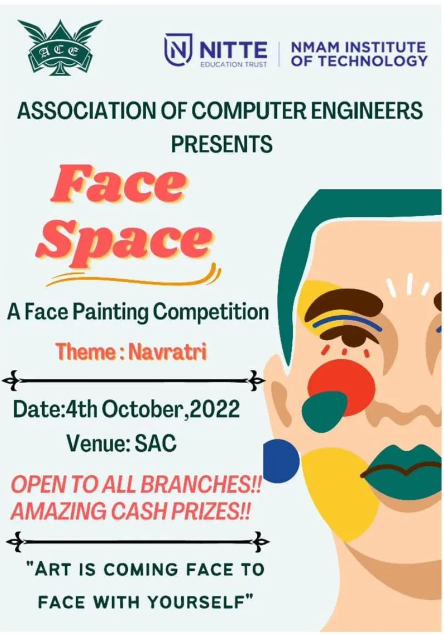 ACE
NITTE
EDUCATION TRUST
NMAM INSTITUTE
OF TECHNOLOGY
ASSOCIATION OF COMPUTER ENGINEERS
PRESENTS
Face
Space
A Face Painting Competition
Theme : Navratri
Date:4th October,2022
Venue: SAC
OPEN TO ALL BRANCHES!!
AMAZING CASH PRIZES!!
"ART IS COMING FACE TO
FACE WITH YOURSELF"